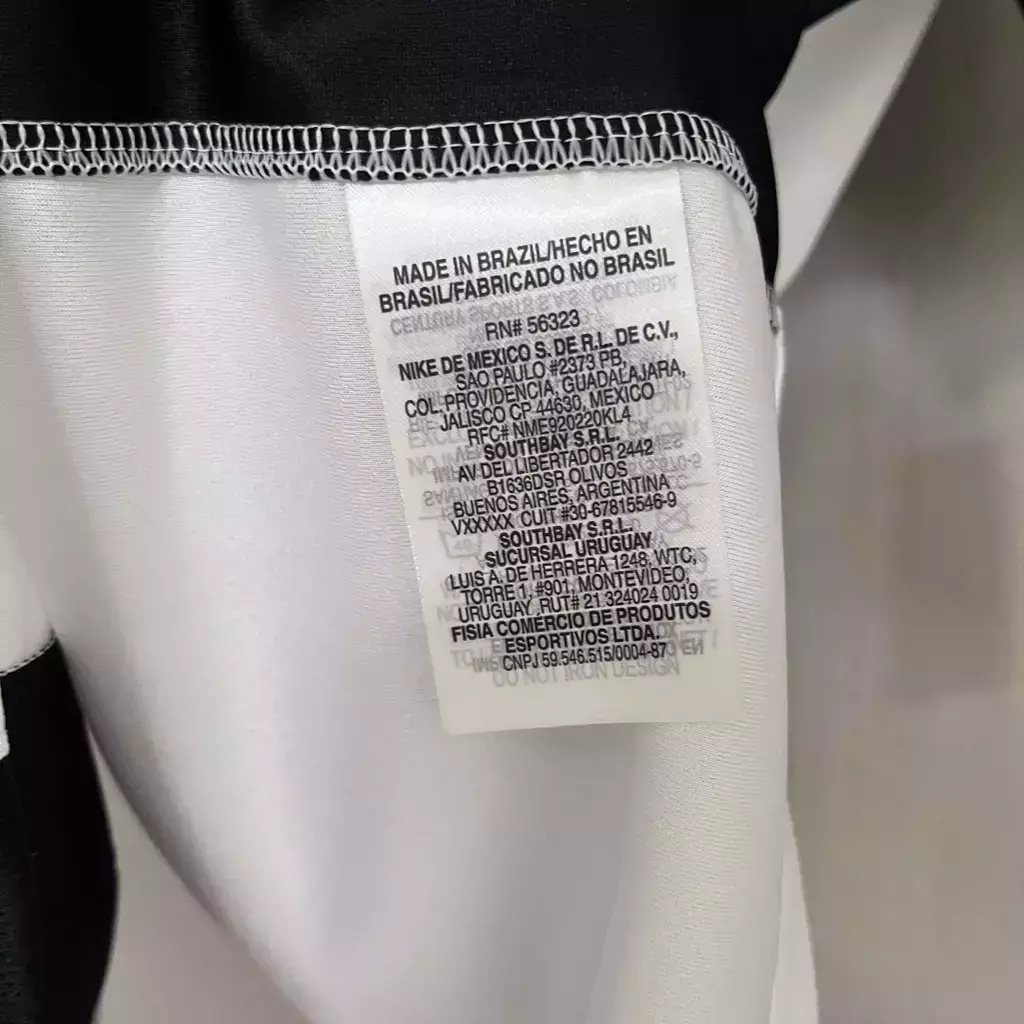 MADE IN BRAZIL/HECHO EN
BRASIL/FABRICADO NO BRASIL
CENTURY SPORTS S.A.S. COLOMBIA
RN# 56323
NIKE DE MEXICO S. DE R.L. DE C.V.,
SAO PAULO #2373 PB,
COL. PROVIDENCIA, GUADALAJARA,
JALISCO CP 44630, MEXICO
RFC# NME920220KL4
SOUTHBAY S.R.L.
AV DEL LIBERTADOR 2442
B1636DSR OLIVOS
BUENOS AIRES, ARGENTINA
VXXXXX CUIT #30-67815546-9
SOUTHBAY S.R.L.
SUCURSAL URUGUAY
LUIS A. DE HERRERA 1248, WTC,
TORRE 1, #901, MONTEVIDEO,
URUGUAY RUT# 21 324024 0019
FISIA COMÉRCIO DE PRODUTOS
ESPORTIVOS LTDA.
CNPJ 59.546.515/0004-87
DO NOT IRON DESIGN